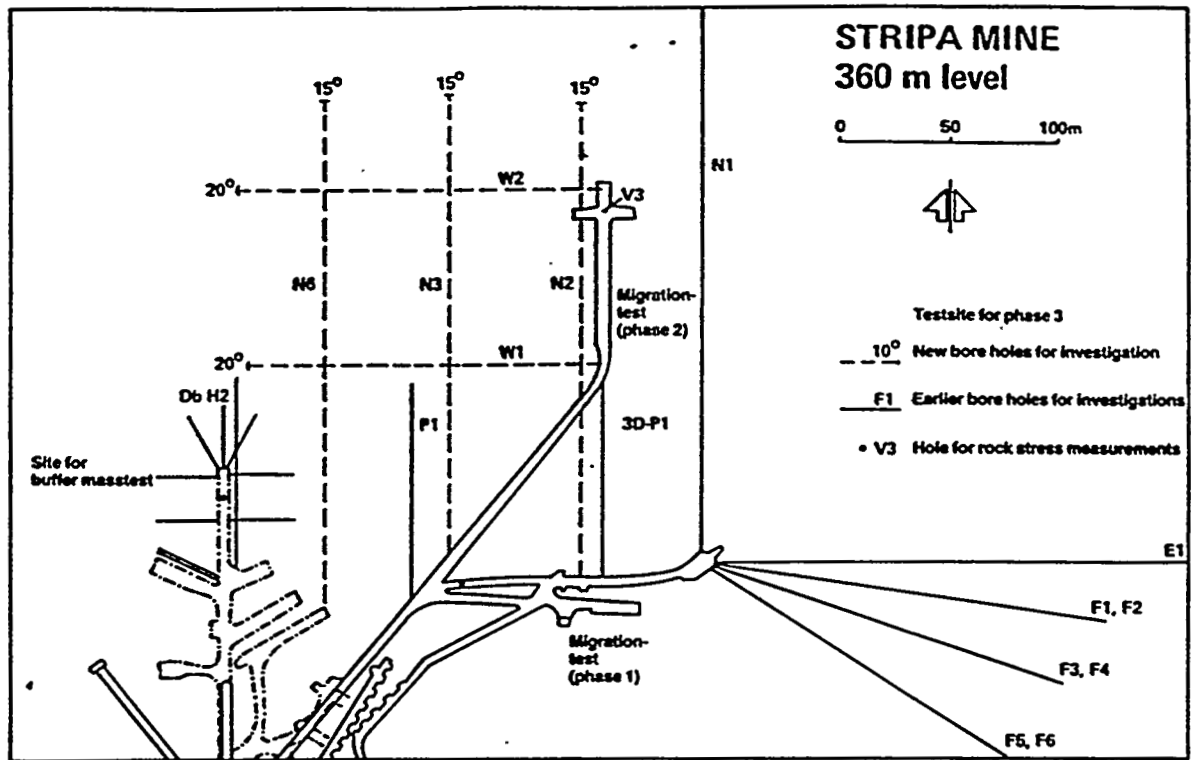 STRIPA MINE
360 m level
0 50 100m
15° 15° 15°
N1
20° W2
V3
N6 N3 N2
Migration-
test
(phase 2)
Testsite for phase 3
10° New bore holes for investigation
20° W1
Db H2
F1 Earlier bore holes for investigations
P1 3D-P1
V3 Hole for rock stress measurements
Site for
buffer masstest
E1
F1, F2
Migration-
test
(phase 1)
F3, F4
F5, F6